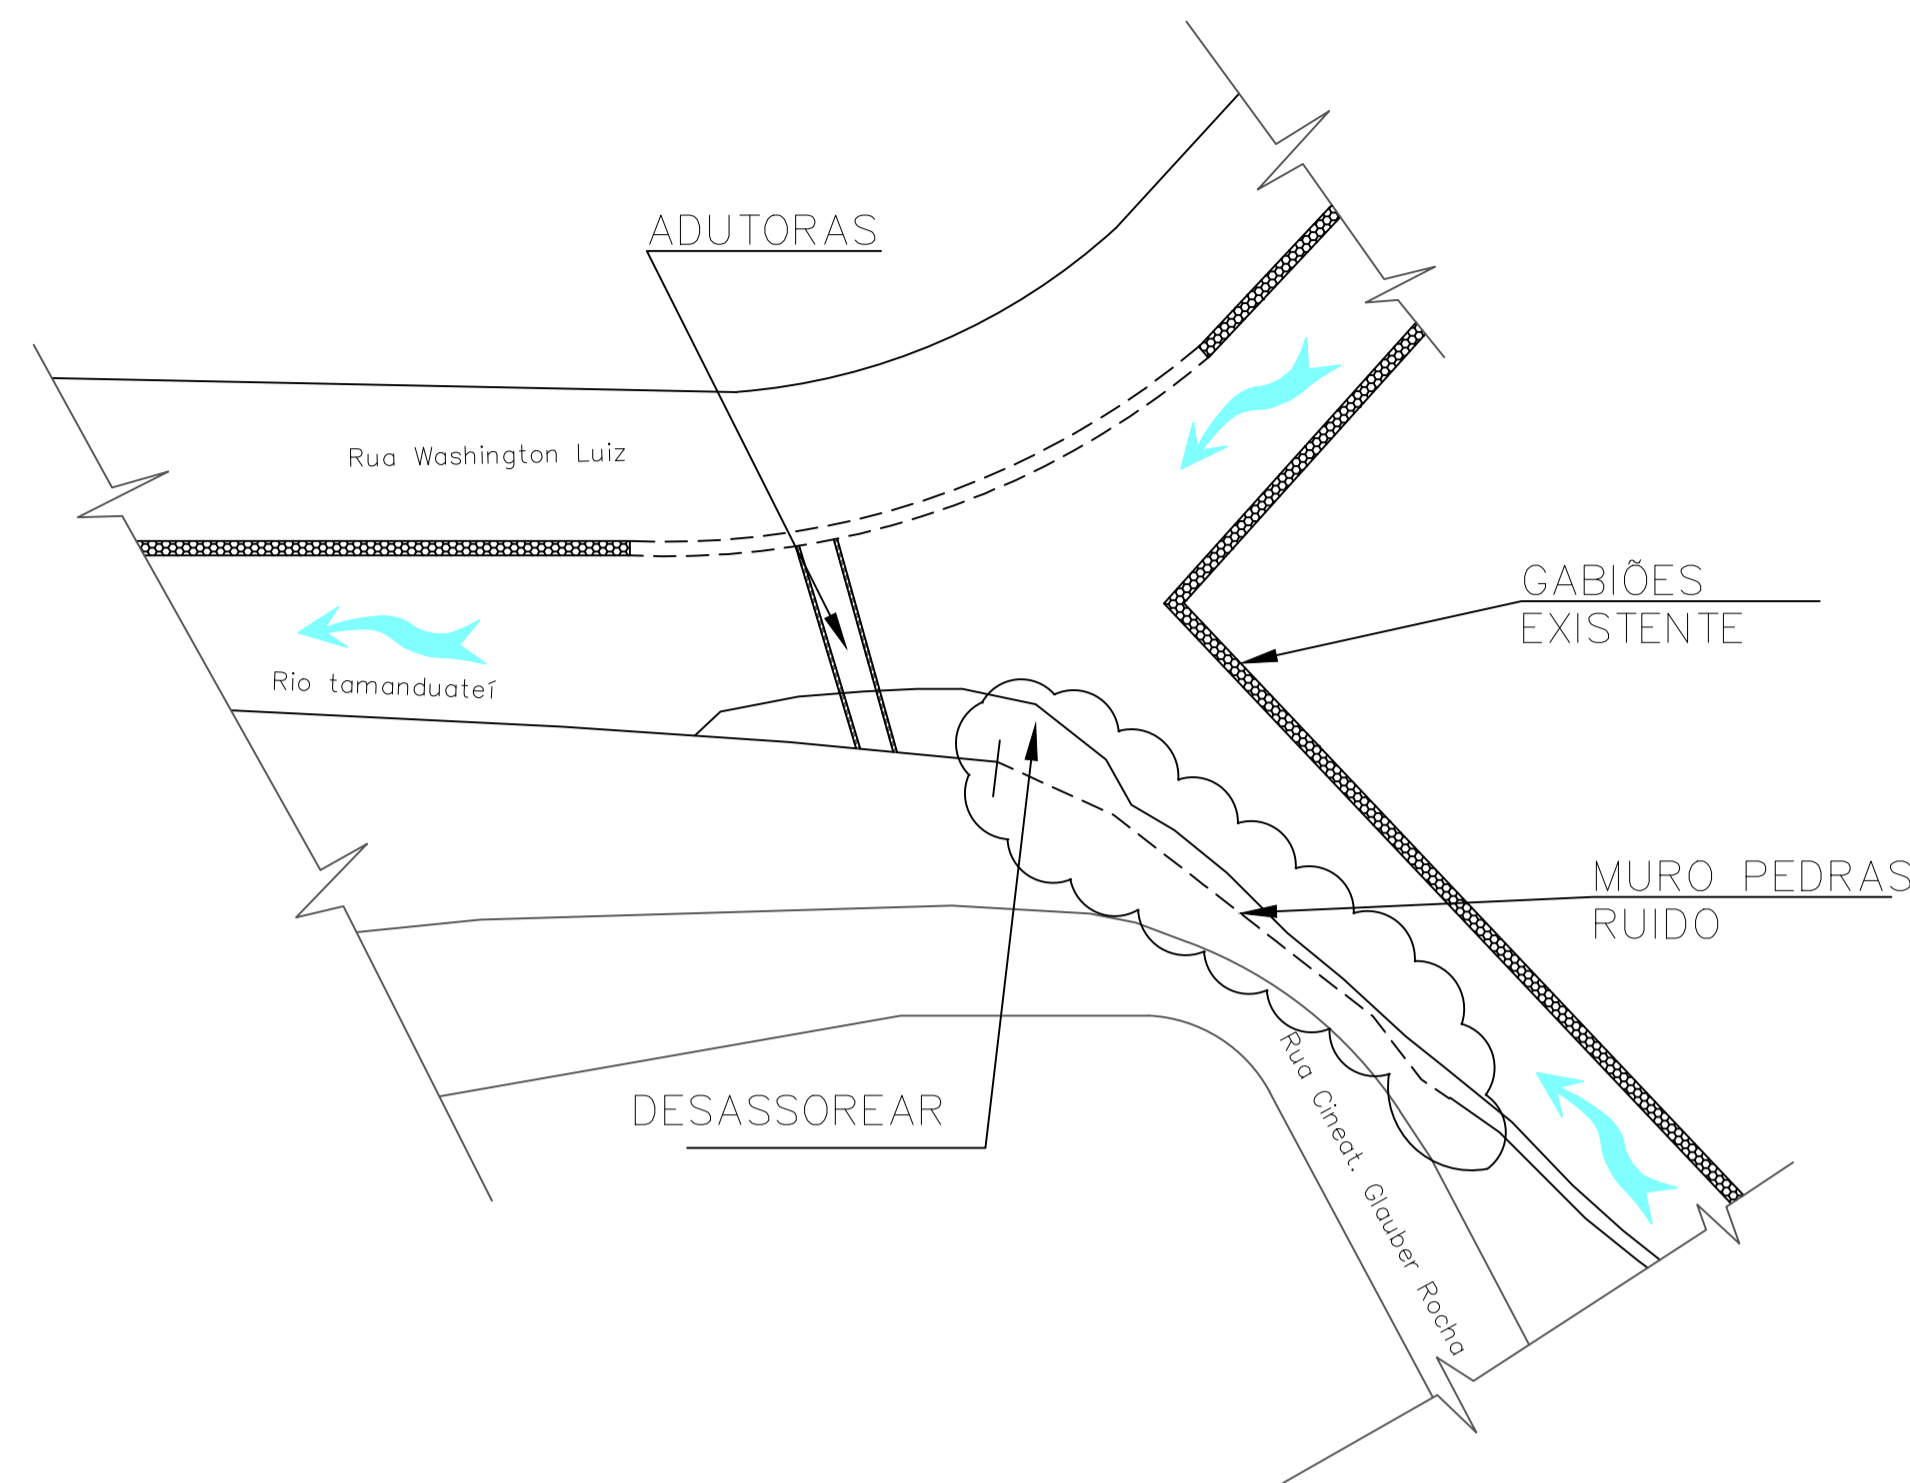 ADUTORAS
Rua Washington Luiz
GABIÕES
EXISTENTE
Rio tamanduateí
MURO PEDRAS
RUIDO
DESASSOREAR
Rua Cineat. Glauber Rocha